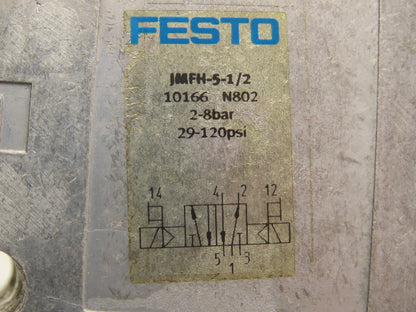 FESTO
JMFH-5-1/2
10166 N802
2-8bar
29-120psi
14 4 2 12
5 1 3